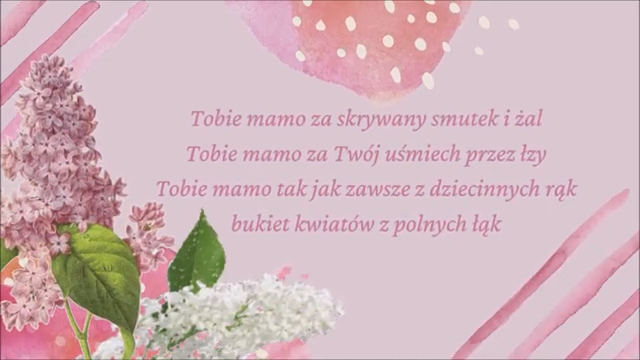 Tobie mamo za skrywany smutek i żal
Tobie mamo za Twój uśmiech przez łzy
Tobie mamo tak jak zawsze z dziecinnych rąk
bukiet kwiatów z polnych łąk